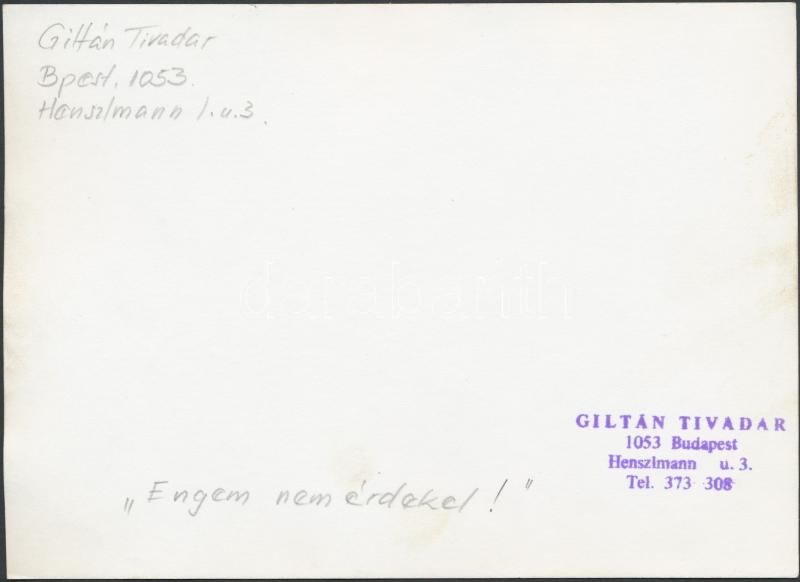 Giltán Tivadar
Bpest, 1053.
Henszlmann I. u. 3.
darabanth
GILTÁN TIVADAR
1053 Budapest
Henszlmann u. 3.
Tel. 373 308
„Engem nem érdekel!"